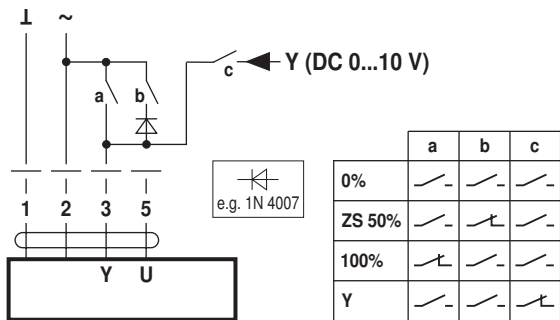 ⊥ ~
c Y (DC 0...10 V)
a b
e.g. 1N 4007
1 2 3 5
Y U
a b c
0%
ZS 50%
100%
Y